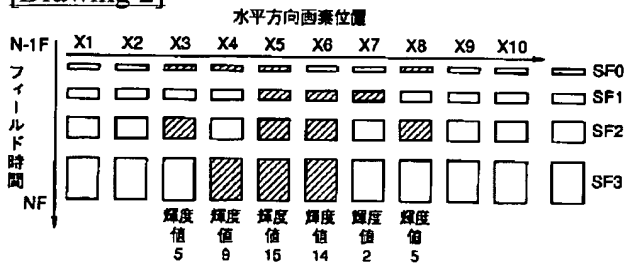 [Drawing 2]
水平方向画素位置
N-1F X1 X2 X3 X4 X5 X6 X7 X8 X9 X10
フィールド時間
SF0
SF1
SF2
SF3
NF
輝度値 5
輝度値 9
輝度値 15
輝度値 14
輝度値 2
輝度値 5